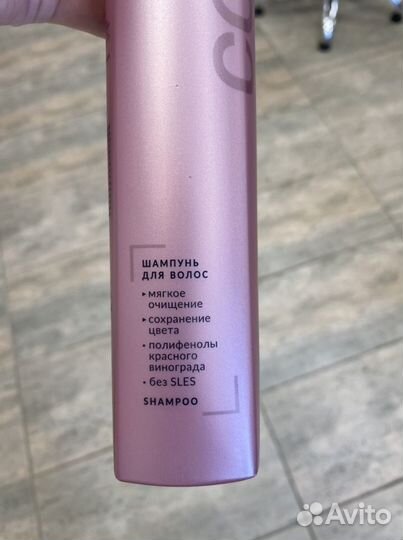 ШАМПУНЬ
ДЛЯ ВОЛОС
▸ мягкое
очищение
▸ сохранение
цвета
• полифенолы
красного
винограда
• без SLES
SHAMPOO
Avito